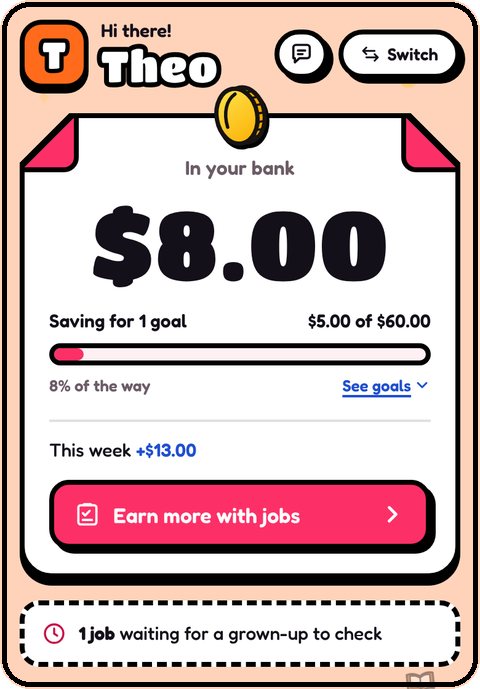 T
Hi there!
Theo
Switch
In your bank
$8.00
Saving for 1 goal
$5.00 of $60.00
8% of the way
See goals
This week +$13.00
Earn more with jobs
1 job waiting for a grown-up to check